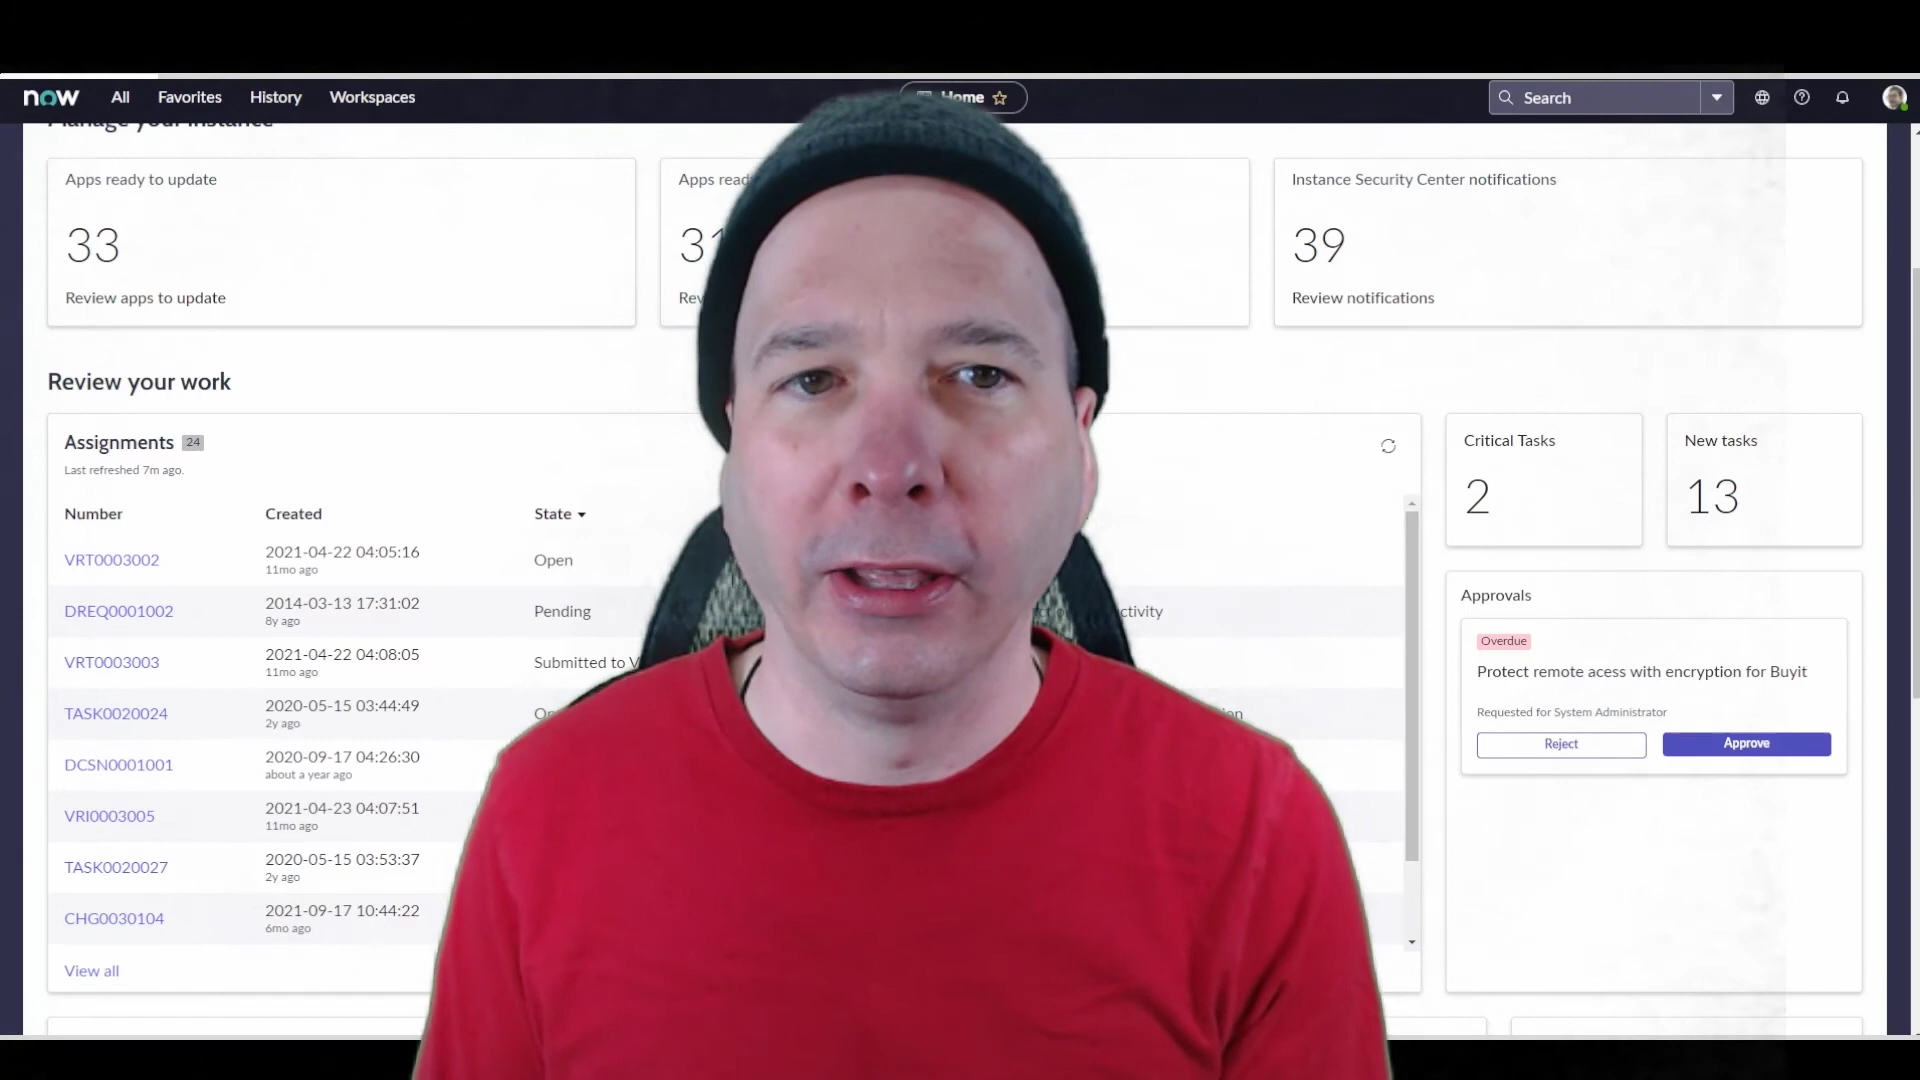 now All Favorites History Workspaces Home Search
Manage your instance
Apps ready to update
33
Review apps to update
Apps
31
Instance Security Center notifications
39
Review notifications
Review your work
Assignments 24
Last refreshed 7m ago.
Number Created State
VRT0003002 2021-04-22 04:05:16 Open
11mo ago
DREQ0001002 2014-03-13 17:31:02 Pending
8y ago
VRT0003003 2021-04-22 04:08:05 Submitted to
11mo ago
TASK0020024 2020-05-15 03:44:49
2y ago
DCSN0001001 2020-09-17 04:26:30
about a year ago
VRI0003005 2021-04-23 04:07:51
11mo ago
TASK0020027 2020-05-15 03:53:37
2y ago
CHG0030104 2021-09-17 10:44:22
6mo ago
View all
Critical Tasks
2
New tasks
13
Approvals
Overdue
Protect remote acess with encryption for Buyit
Requested for System Administrator
Reject Approve